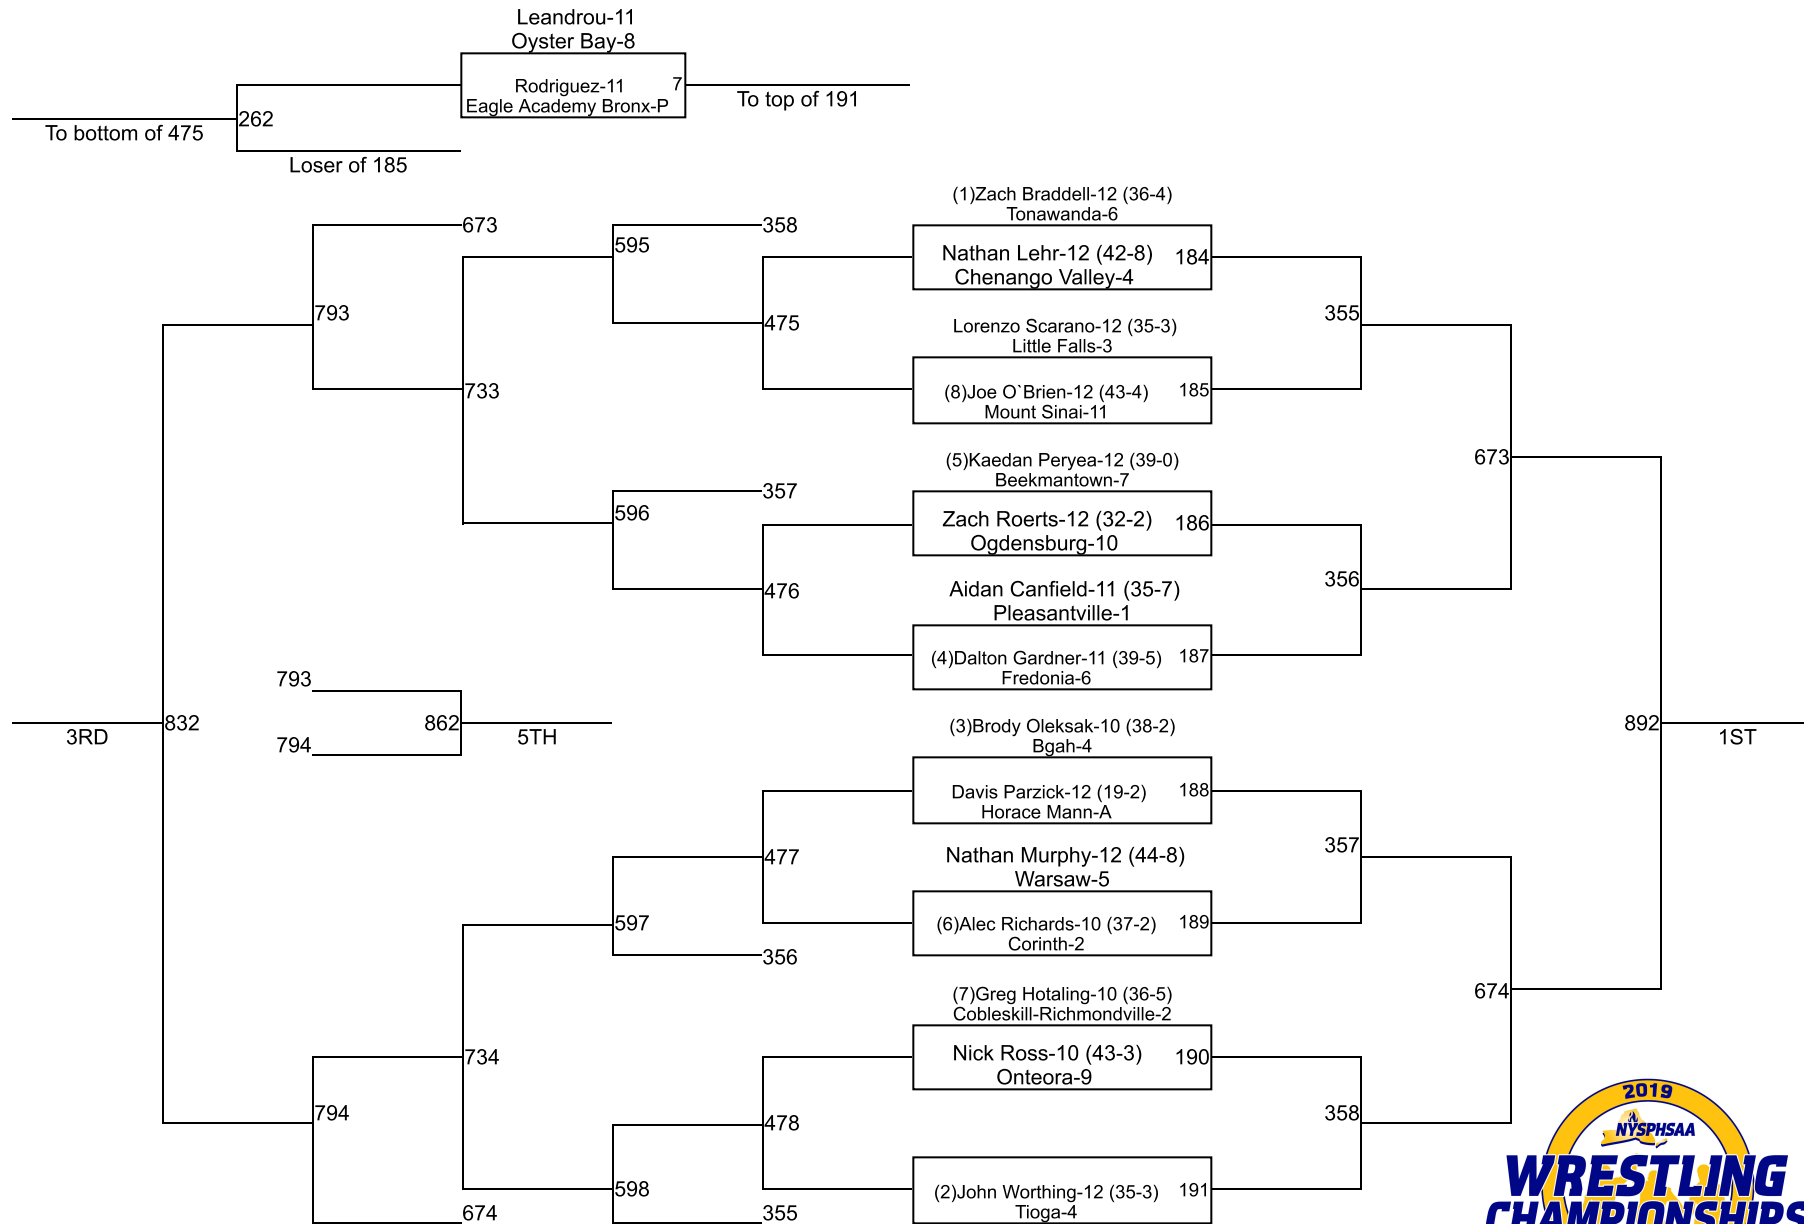 Leandrou-11
Oyster Bay-8
Rodriguez-11
Eagle Academy Bronx-P
7
To top of 191
262
To bottom of 475
Loser of 185
(1)Zach Braddell-12 (36-4)
Tonawanda-6
673
595
358
Nathan Lehr-12 (42-8)
Chenango Valley-4
184
793
475
Lorenzo Scarano-12 (35-3)
Little Falls-3
355
733
(8)Joe O`Brien-12 (43-4)
Mount Sinai-11
185
(5)Kaedan Peryea-12 (39-0)
Beekmantown-7
673
357
596
Zach Roerts-12 (32-2)
Ogdensburg-10
186
476
Aidan Canfield-11 (35-7)
Pleasantville-1
356
(4)Dalton Gardner-11 (39-5)
Fredonia-6
187
793
832
3RD
862
5TH
794
(3)Brody Oleksak-10 (38-2)
Bgah-4
892
1ST
Davis Parzick-12 (19-2)
Horace Mann-A
188
477
Nathan Murphy-12 (44-8)
Warsaw-5
357
597
(6)Alec Richards-10 (37-2)
Corinth-2
189
356
(7)Greg Hotaling-10 (36-5)
Cobleskill-Richmondville-2
674
734
Nick Ross-10 (43-3)
Onteora-9
190
794
478
358
598
(2)John Worthing-12 (35-3)
Tioga-4
191
674
355
2019
NYSPHSAA
WRESTLING
CHAMPIONSHIPS